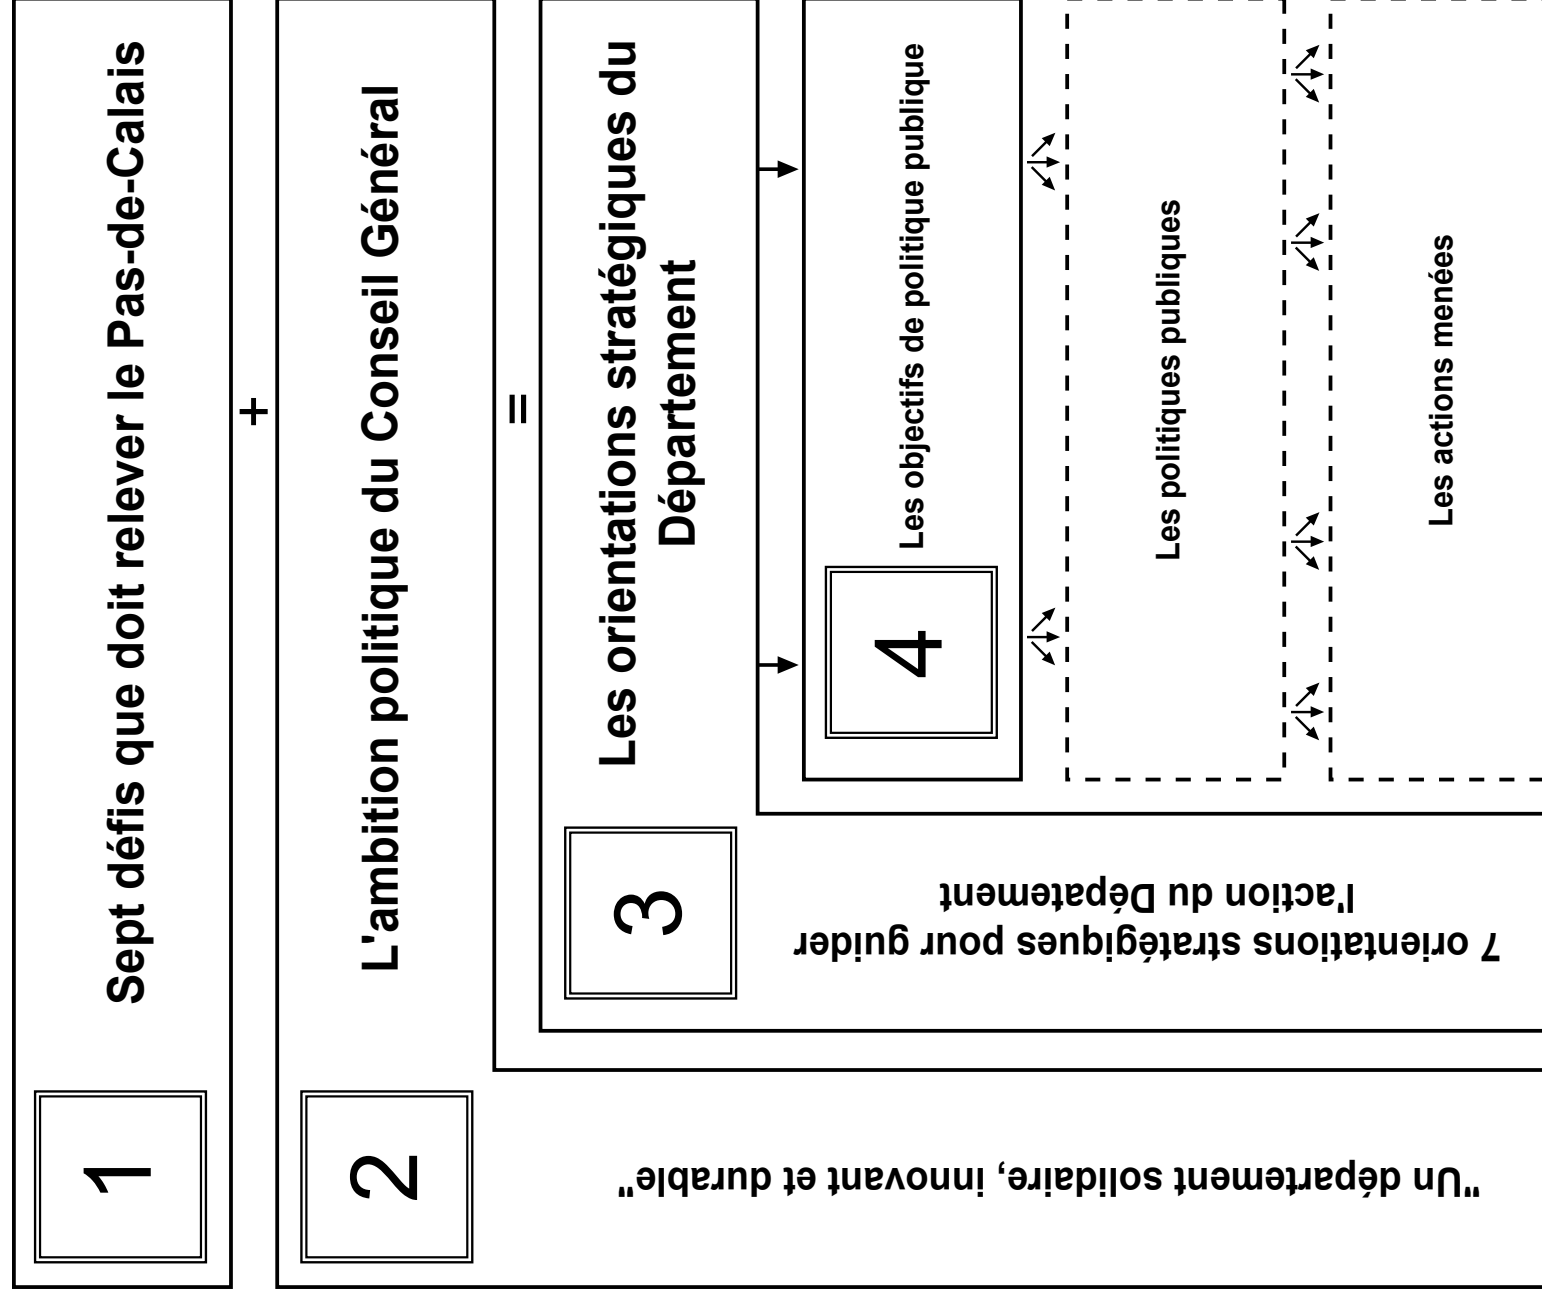 1
Sept défis que doit relever le Pas-de-Calais
+
2
L'ambition politique du Conseil Général
"Un département solidaire, innovant et durable"
=
3
Les orientations stratégiques du
Département
7 orientations stratégiques pour guider
l'action du Dépatement
4
Les objectifs de politique publique
Les politiques publiques
Les actions menées